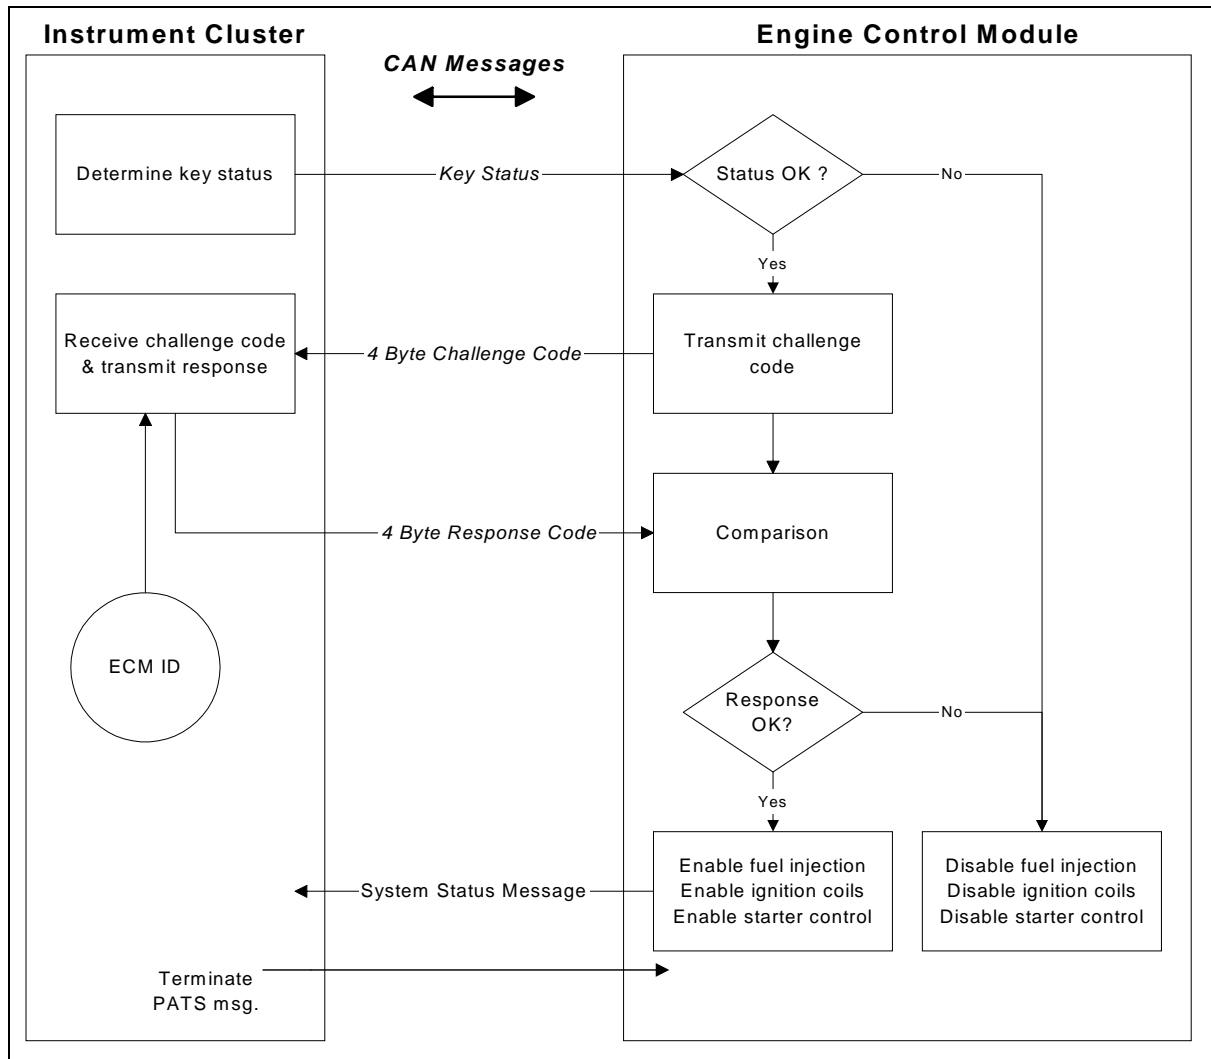 Instrument Cluster
Engine Control Module
CAN Messages
Determine key status
Key Status
Status OK ?
No
Yes
Receive challenge code
& transmit response
4 Byte Challenge Code
Transmit challenge
code
4 Byte Response Code
Comparison
ECM ID
Response
OK?
No
Yes
Enable fuel injection
Enable ignition coils
Enable starter control
Disable fuel injection
Disable ignition coils
Disable starter control
System Status Message
Terminate
PATS msg.